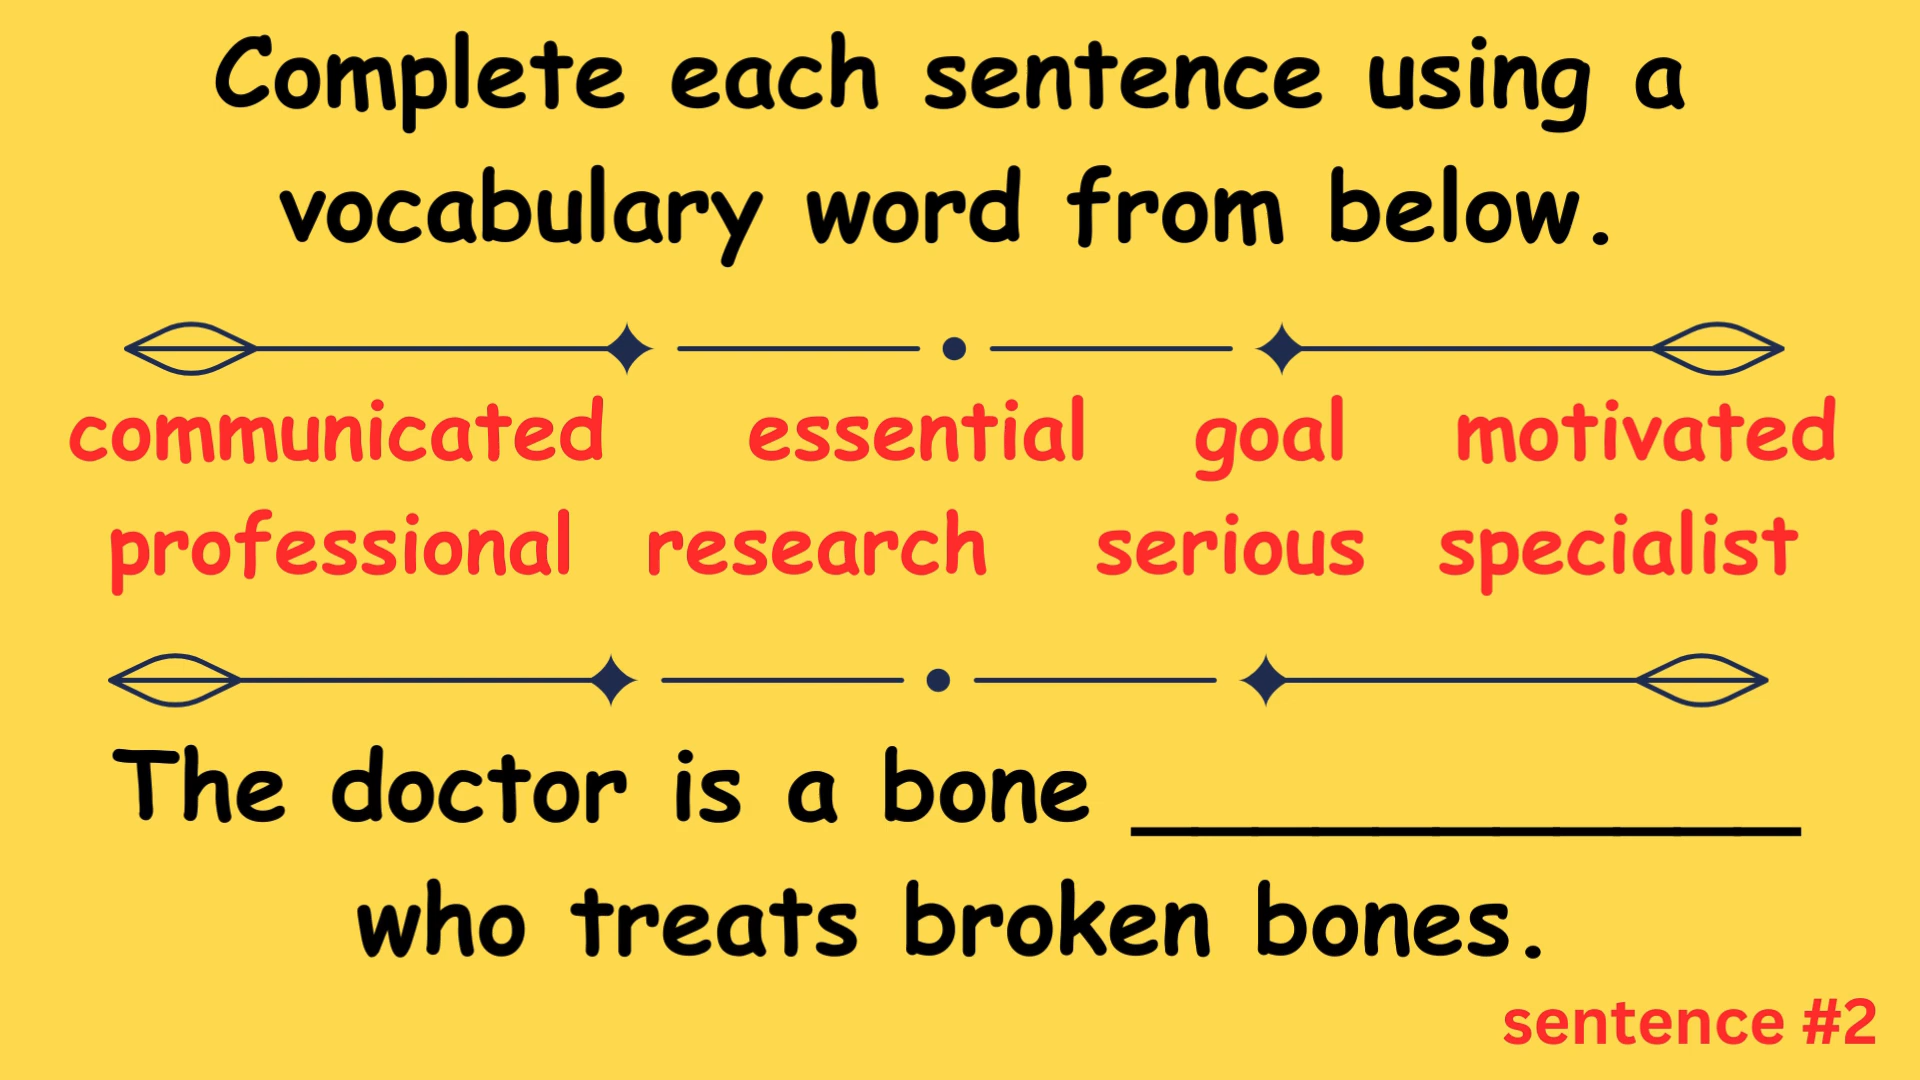 Complete each sentence using a
vocabulary word from below.
communicated essential goal motivated
professional research serious specialist
The doctor is a bone ___________
who treats broken bones.
sentence #2